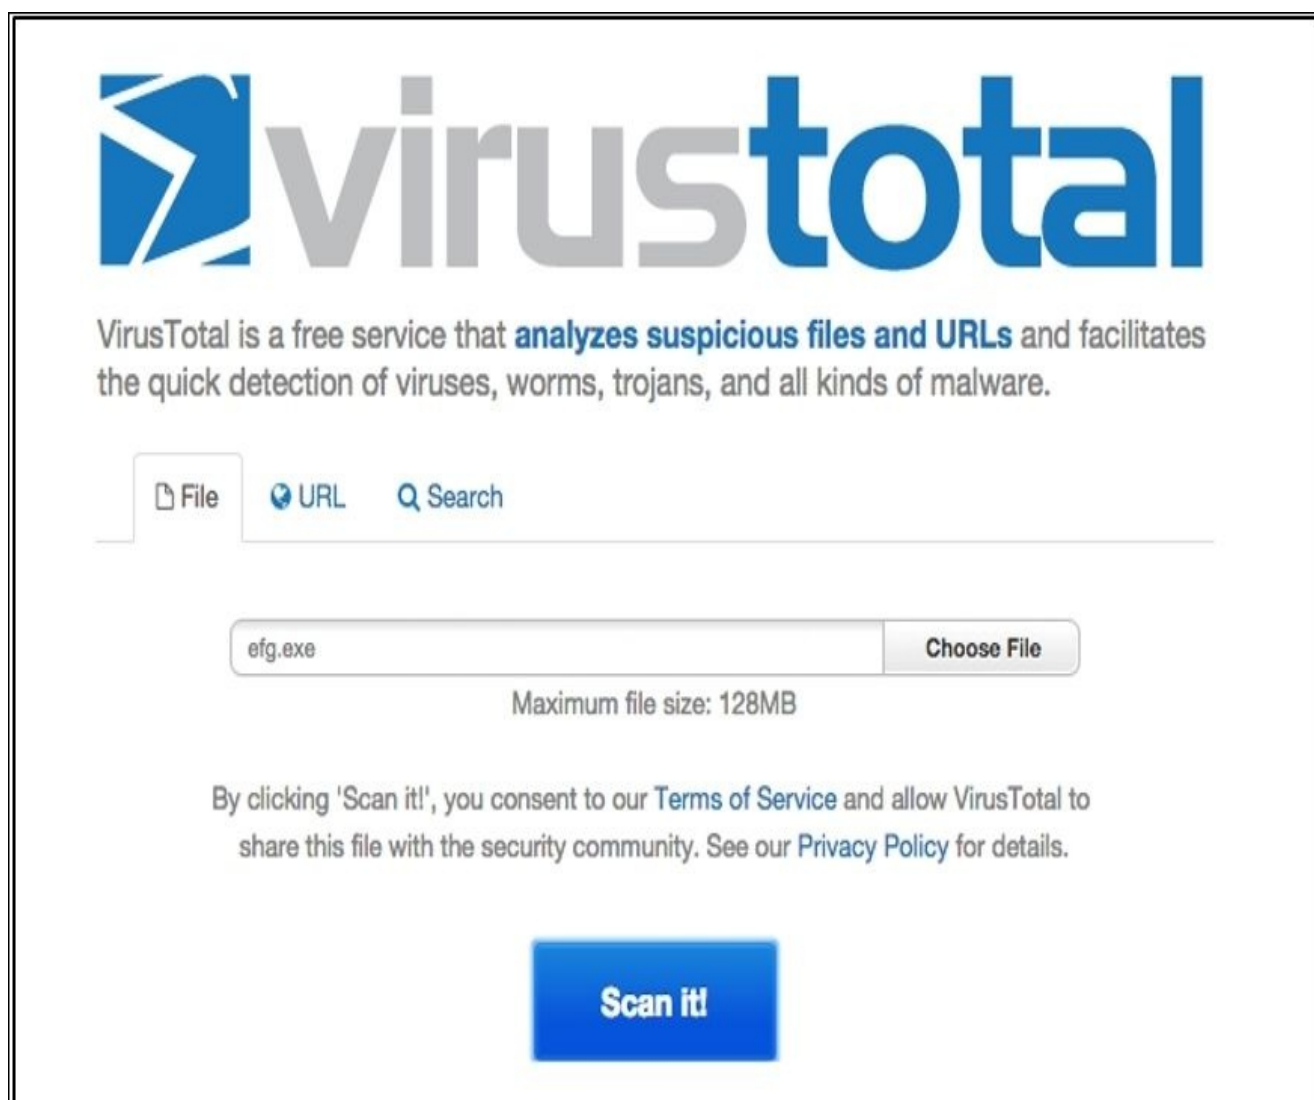 virustotal
VirusTotal is a free service that analyzes suspicious files and URLs and facilitates
the quick detection of viruses, worms, trojans, and all kinds of malware.
File URL Search
efg.exe Choose File
Maximum file size: 128MB
By clicking 'Scan it!', you consent to our Terms of Service and allow VirusTotal to
share this file with the security community. See our Privacy Policy for details.
Scan it!